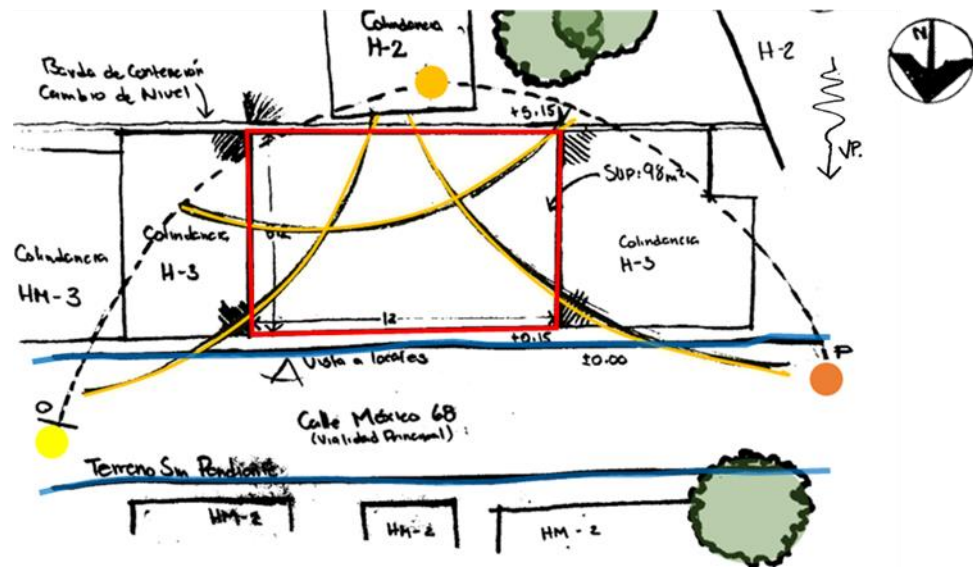 Colindancia
H-2
N
H-2
Barda de Contención
Cambio de Nivel
+5.15
VP.
SUP: 98m²
Colindancia
H-3
Colindancia
HM-3
Colindancia
H-3
12
+0.15
±0.00
P
Vista a locales
O
Calle México 68
(Vialidad Principal)
Terreno Sin Pendiente
HM-2
HM-2
HM-2